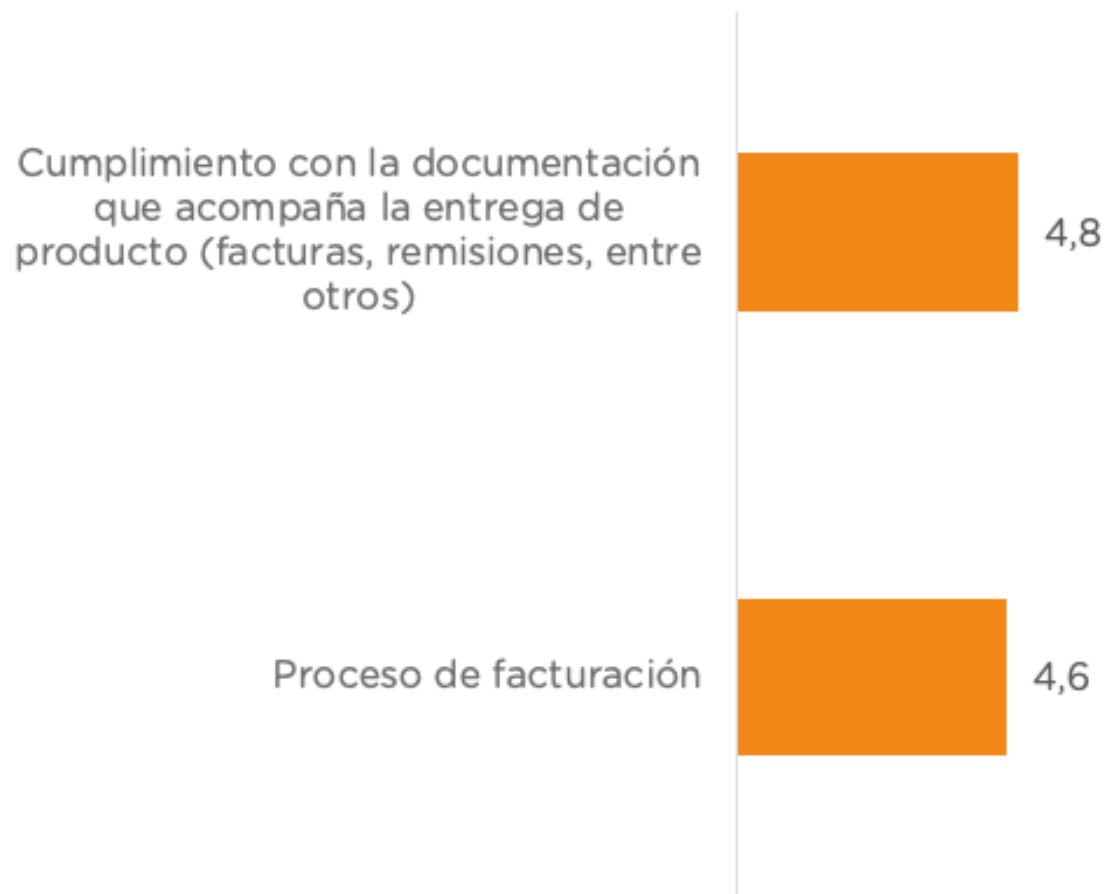 Cumplimiento con la documentación
que acompaña la entrega de
producto (facturas, remisiones, entre
otros)
4,8
Proceso de facturación
4,6